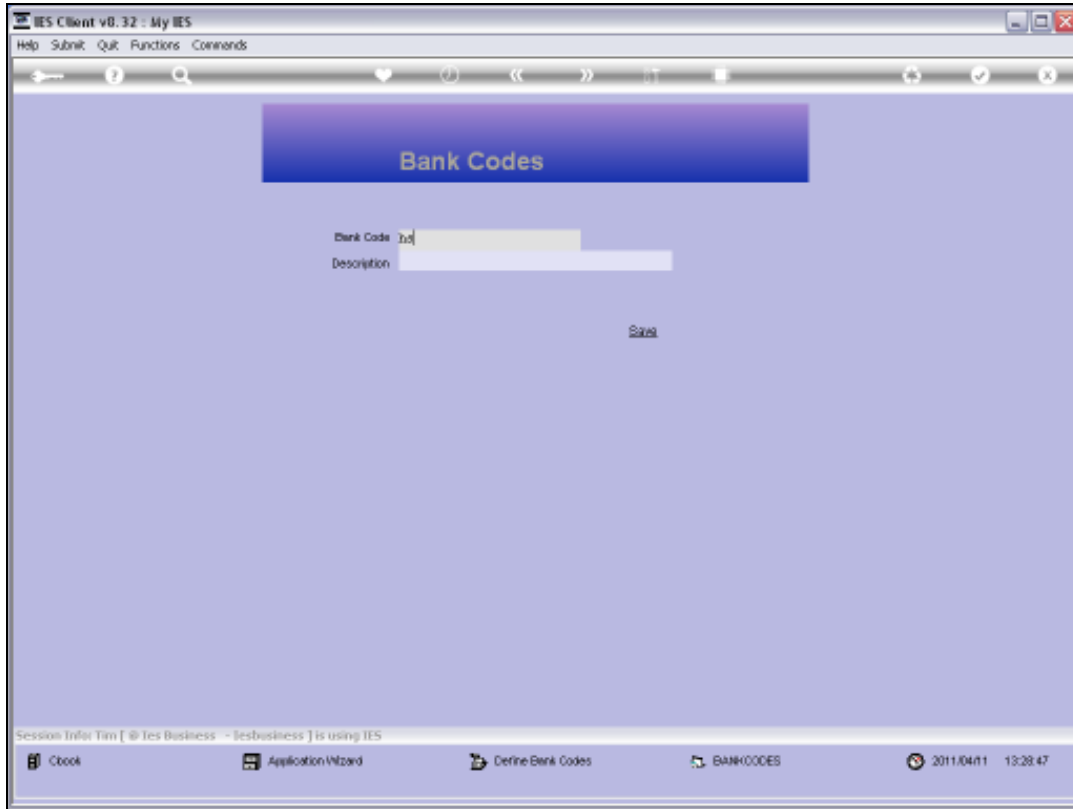 IES Client v8.32 : My IES
Help Submit Quit Functions Commands
Bank Codes
Bank Code
Description
Save
Session Info: Tim [ @ Ies Business - Iesbusiness ] is using IES
Cbook Application Wizard Define Bank Codes BANKCODES 2011/04/11 13:28:47